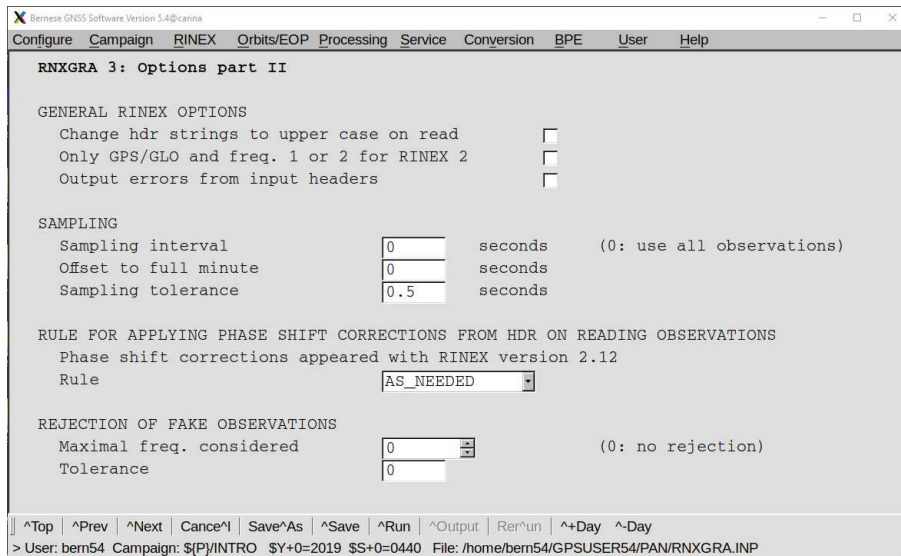 Bernese GNSS Software Version 5.4@carina
Configure Campaign RINEX Orbits/EOP Processing Service Conversion BPE User Help
RNXGRA 3: Options part II
GENERAL RINEX OPTIONS
Change hdr strings to upper case on read
Only GPS/GLO and freq. 1 or 2 for RINEX 2
Output errors from input headers
SAMPLING
Sampling interval 0 seconds (0: use all observations)
Offset to full minute 0 seconds
Sampling tolerance 0.5 seconds
RULE FOR APPLYING PHASE SHIFT CORRECTIONS FROM HDR ON READING OBSERVATIONS
Phase shift corrections appeared with RINEX version 2.12
Rule AS_NEEDED
REJECTION OF FAKE OBSERVATIONS
Maximal freq. considered 0 (0: no rejection)
Tolerance 0
^Top | ^Prev | ^Next | Cance^l | Save^As | ^Save | ^Run | ^Output | Rer^un | ^+Day ^-Day
> User: bern54 Campaign: ${P}/INTRO $Y+0=2019 $S+0=0440 File: /home/bern54/GPSUSER54/PAN/RNXGRA.INP